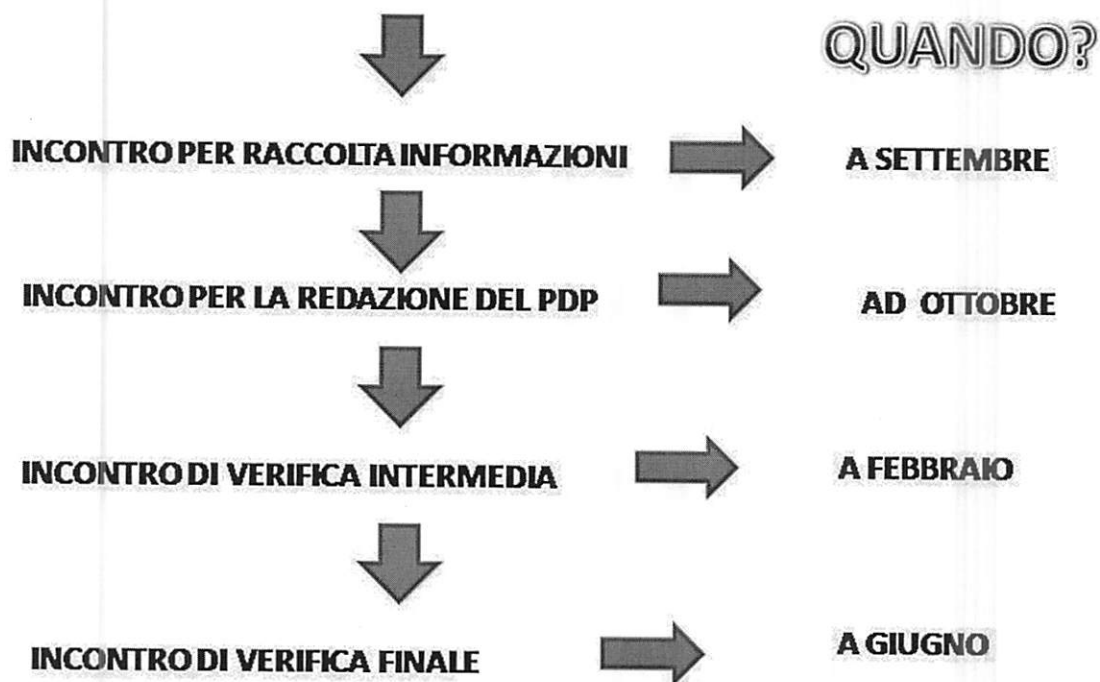 QUANDO?
INCONTRO PER RACCOLTA INFORMAZIONI A SETTEMBRE
INCONTRO PER LA REDAZIONE DEL PDP AD OTTOBRE
INCONTRO DI VERIFICA INTERMEDIA A FEBBRAIO
INCONTRO DI VERIFICA FINALE A GIUGNO